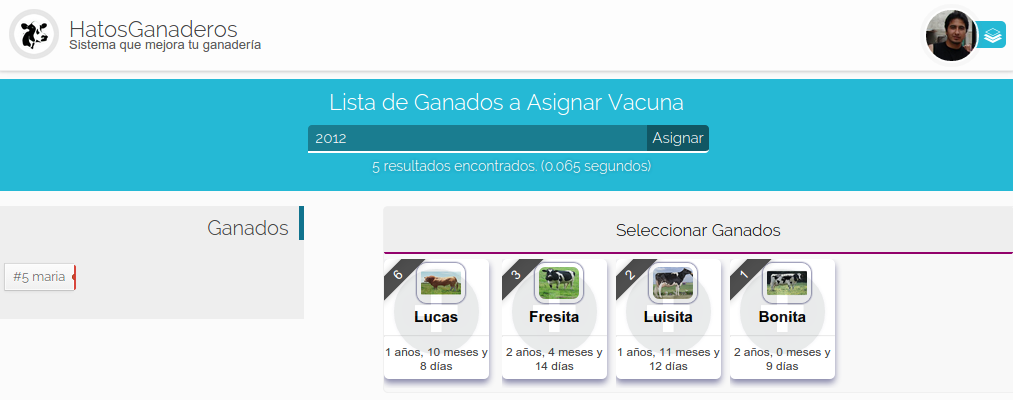 HatosGanaderos
Sistema que mejora tu ganadería
Lista de Ganados a Asignar Vacuna
2012 Asignar
5 resultados encontrados. (0.065 segundos)
Ganados
#5 maria
Seleccionar Ganados
6
Lucas
1 años, 10 meses y
8 días
3
Fresita
2 años, 4 meses y
14 días
2
Luisita
1 años, 11 meses y
12 días
1
Bonita
2 años, 0 meses y
9 días